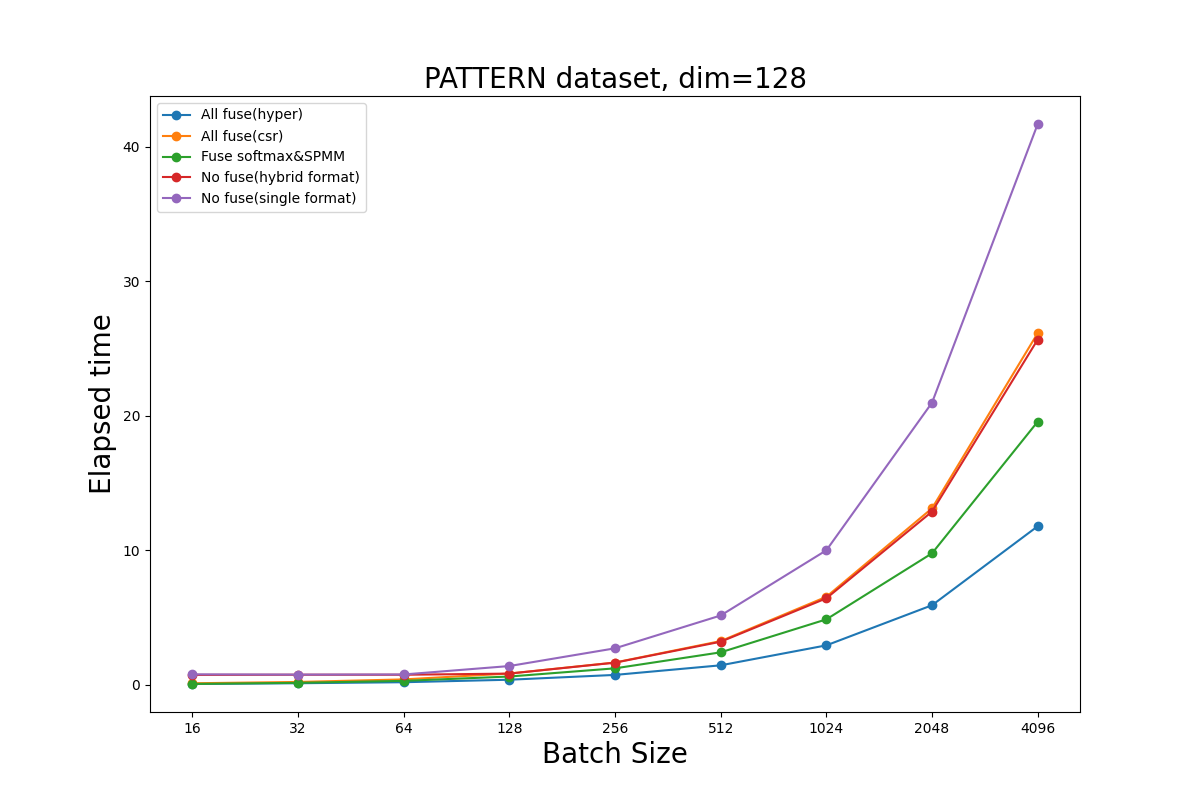 PATTERN dataset, dim=128
All fuse(hyper)
All fuse(csr)
Fuse softmax&SPMM
No fuse(hybrid format)
No fuse(single format)
Elapsed time
40
30
20
10
0
16 32 64 128 256 512 1024 2048 4096
Batch Size